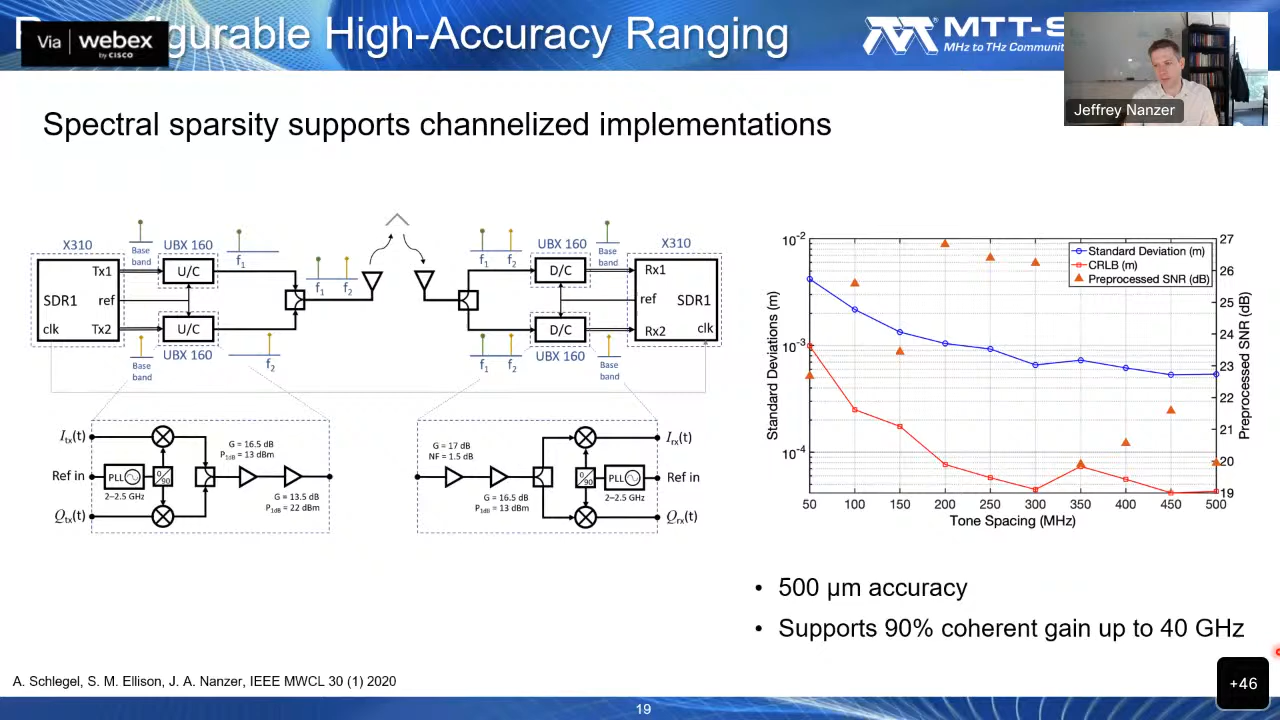 figurable High-Accuracy Ranging
Via webex
by CISCO
MTT-S
MHz to THz Communit
Jeffrey Nanzer
Spectral sparsity supports channelized implementations
X310
Base
band
UBX 160
f1
Tx1
U/C
SDR1
ref
clk
Tx2
U/C
Base
band
UBX 160
f2
f1 f2
f1 f2
UBX 160
Base
band
X310
D/C
Rx1
ref
SDR1
D/C
Rx2
clk
f1 f2
UBX 160
Base
band
Itx(t)
Ref in
PLL
0/90
2–2.5 GHz
Qtx(t)
G = 16.5 dB
P1dB = 13 dBm
G = 13.5 dB
P1dB = 22 dBm
G = 17 dB
NF = 1.5 dB
G = 16.5 dB
P1dB = 13 dBm
Irx(t)
0/90
PLL
Ref in
2–2.5 GHz
Qrx(t)
Standard Deviations (m)
10-2
10-3
10-4
Standard Deviation (m)
CRLB (m)
Preprocessed SNR (dB)
27
26
25
24
23
22
21
20
19
Preprocessed SNR (dB)
50 100 150 200 250 300 350 400 450 500
Tone Spacing (MHz)
• 500 μm accuracy
• Supports 90% coherent gain up to 40 GHz
A. Schlegel, S. M. Ellison, J. A. Nanzer, IEEE MWCL 30 (1) 2020
+46
19